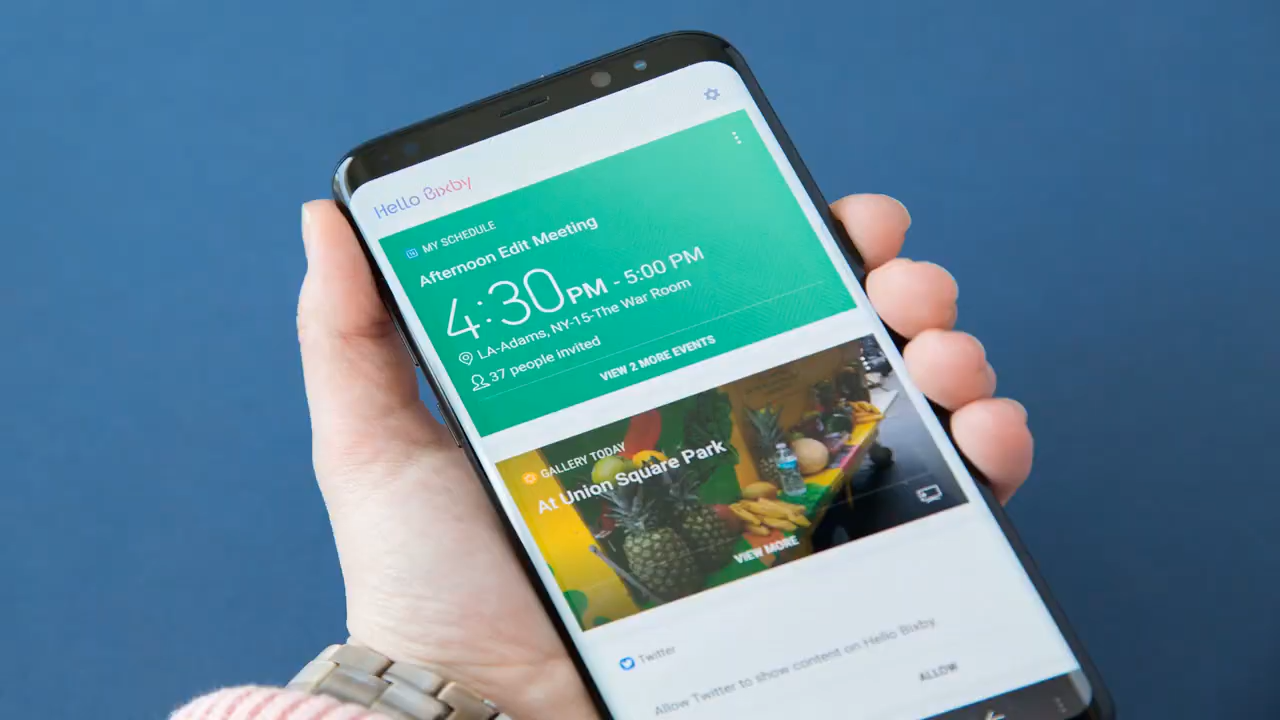 Hello Bixby
MY SCHEDULE
Afternoon Edit Meeting
4:30PM - 5:00 PM
LA-Adams, NY-15-The War Room
37 people invited
VIEW 2 MORE EVENTS
GALLERY TODAY
At Union Square Park
VIEW MORE
Twitter
Allow Twitter to show content on Hello Bixby.
ALLOW